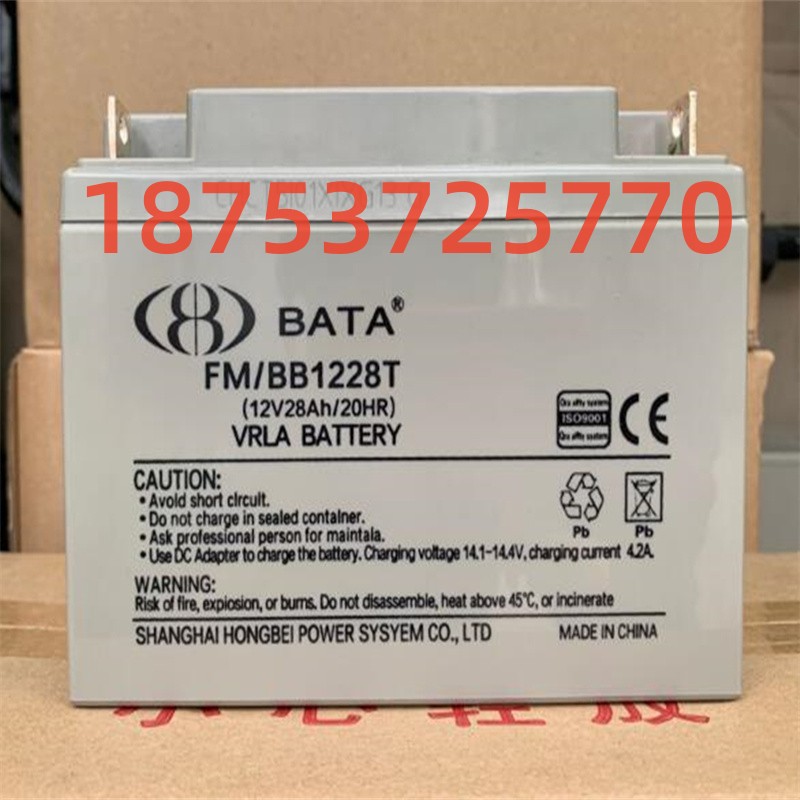 18753725770
BATA®
FM/BB1228T
(12V28Ah/20HR)
VRLA BATTERY
ISO9001
CE
CAUTION:
• Avoid short circuit.
• Do not charge in sealed container.
• Ask professional person for maintala.
• Use DC Adapter to charge the battery. Charging voltage 14.1-14.4V, charging current 4.2A.
Pb
Pb
WARNING:
Risk of fire, explosion, or burns. Do not disassemble, heat above 45℃, or incinerate
SHANGHAI HONGBEI POWER SYSYEM CO., LTD
MADE IN CHINA